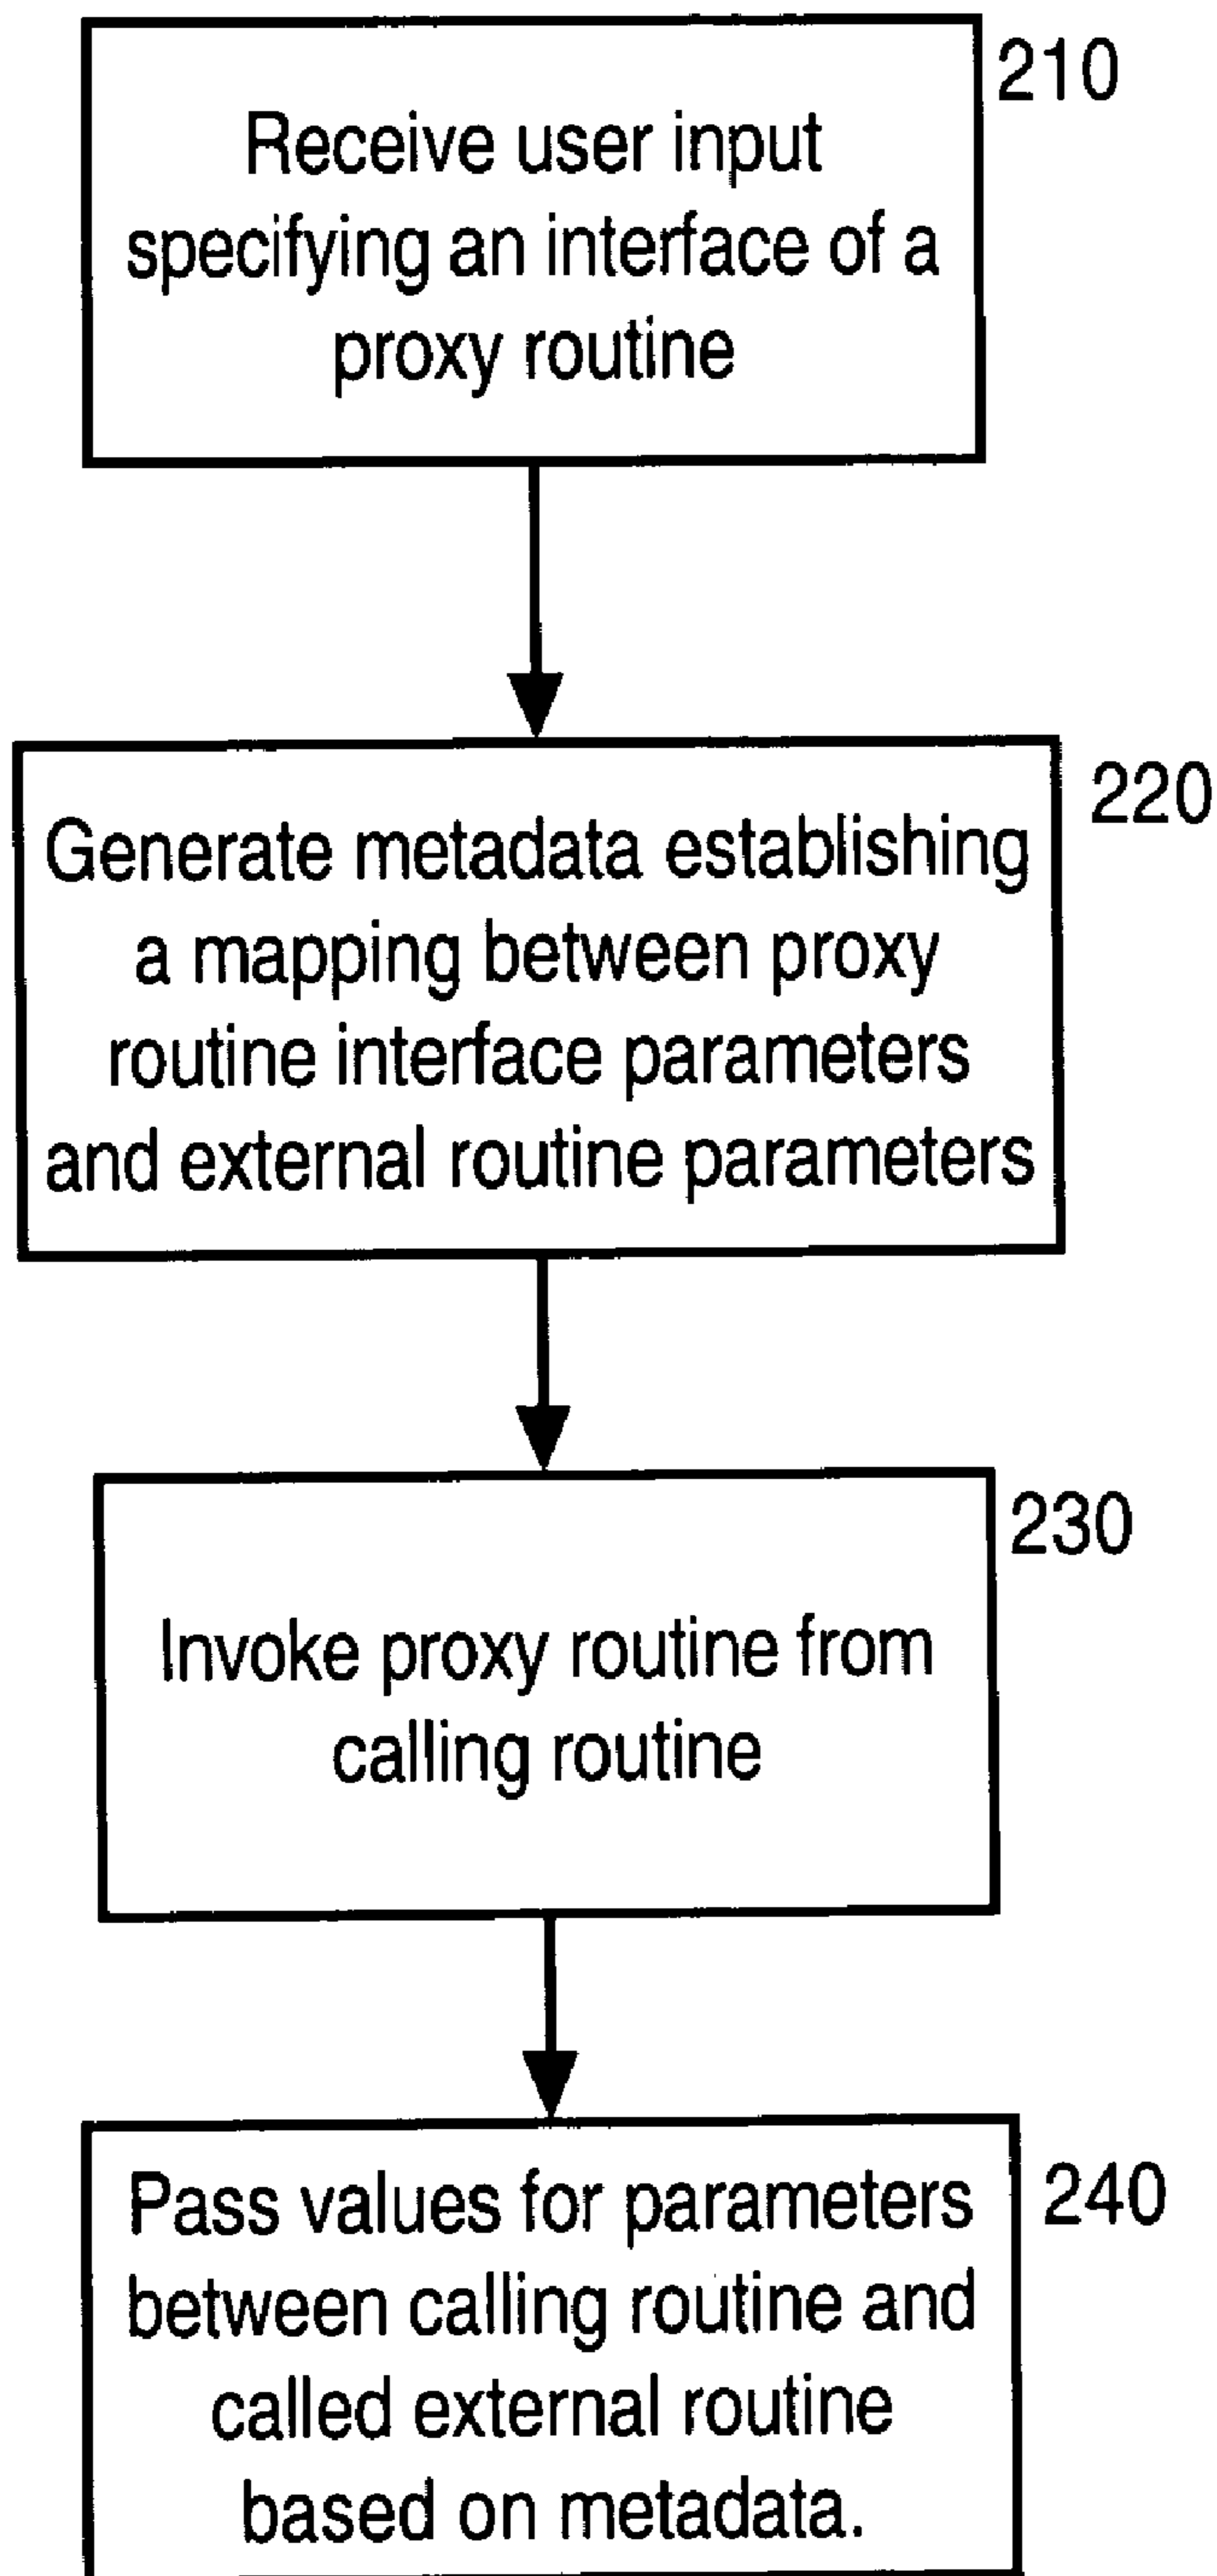 210
Receive user input
specifying an interface of a
proxy routine
220
Generate metadata establishing
a mapping between proxy
routine interface parameters
and external routine parameters
230
Invoke proxy routine from
calling routine
240
Pass values for parameters
between calling routine and
called external routine
based on metadata.